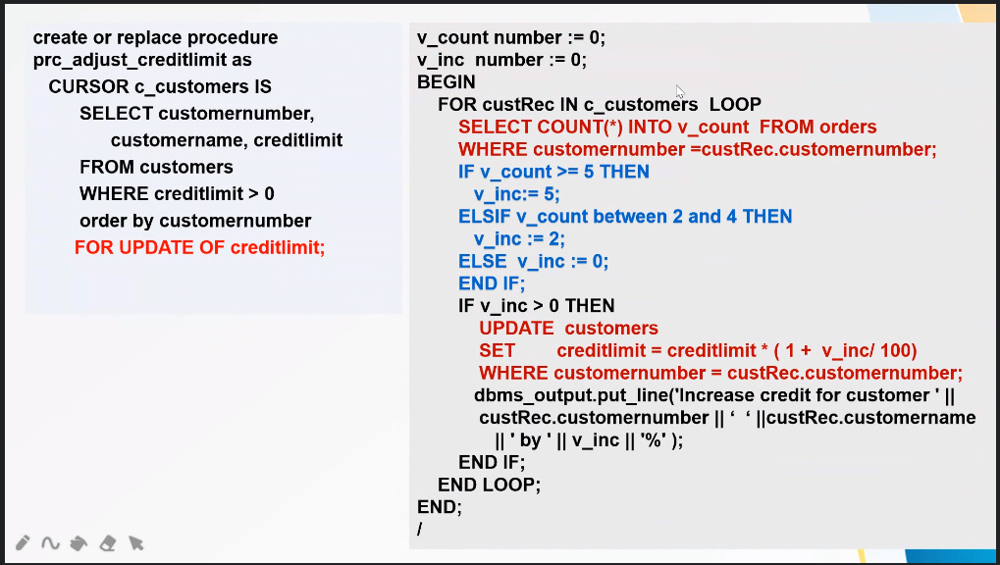 create or replace procedure
prc_adjust_creditlimit as
CURSOR c_customers IS
SELECT customernumber,
customername, creditlimit
FROM customers
WHERE creditlimit > 0
order by customernumber
FOR UPDATE OF creditlimit;
v_count number := 0;
v_inc  number := 0;
BEGIN
FOR custRec IN c_customers  LOOP
SELECT COUNT(*) INTO v_count  FROM orders
WHERE customernumber =custRec.customernumber;
IF v_count >= 5 THEN
v_inc:= 5;
ELSIF v_count between 2 and 4 THEN
v_inc := 2;
ELSE  v_inc := 0;
END IF;
IF v_inc > 0 THEN
UPDATE  customers
SET        creditlimit = creditlimit * ( 1 +  v_inc/ 100)
WHERE customernumber = custRec.customernumber;
dbms_output.put_line('Increase credit for customer ' ||
custRec.customernumber || ‘  ‘ ||custRec.customername
|| ' by ' || v_inc || '%' );
END IF;
END LOOP;
END;
/